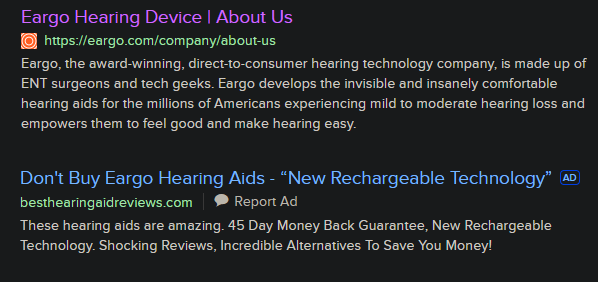 Eargo Hearing Device | About Us
https://eargo.com/company/about-us
Eargo, the award-winning, direct-to-consumer hearing technology company, is made up of
ENT surgeons and tech geeks. Eargo develops the invisible and insanely comfortable
hearing aids for the millions of Americans experiencing mild to moderate hearing loss and
empowers them to feel good and make hearing easy.
Don't Buy Eargo Hearing Aids - “New Rechargeable Technology” AD
besthearingaidreviews.com Report Ad
These hearing aids are amazing. 45 Day Money Back Guarantee, New Rechargeable
Technology. Shocking Reviews, Incredible Alternatives To Save You Money!